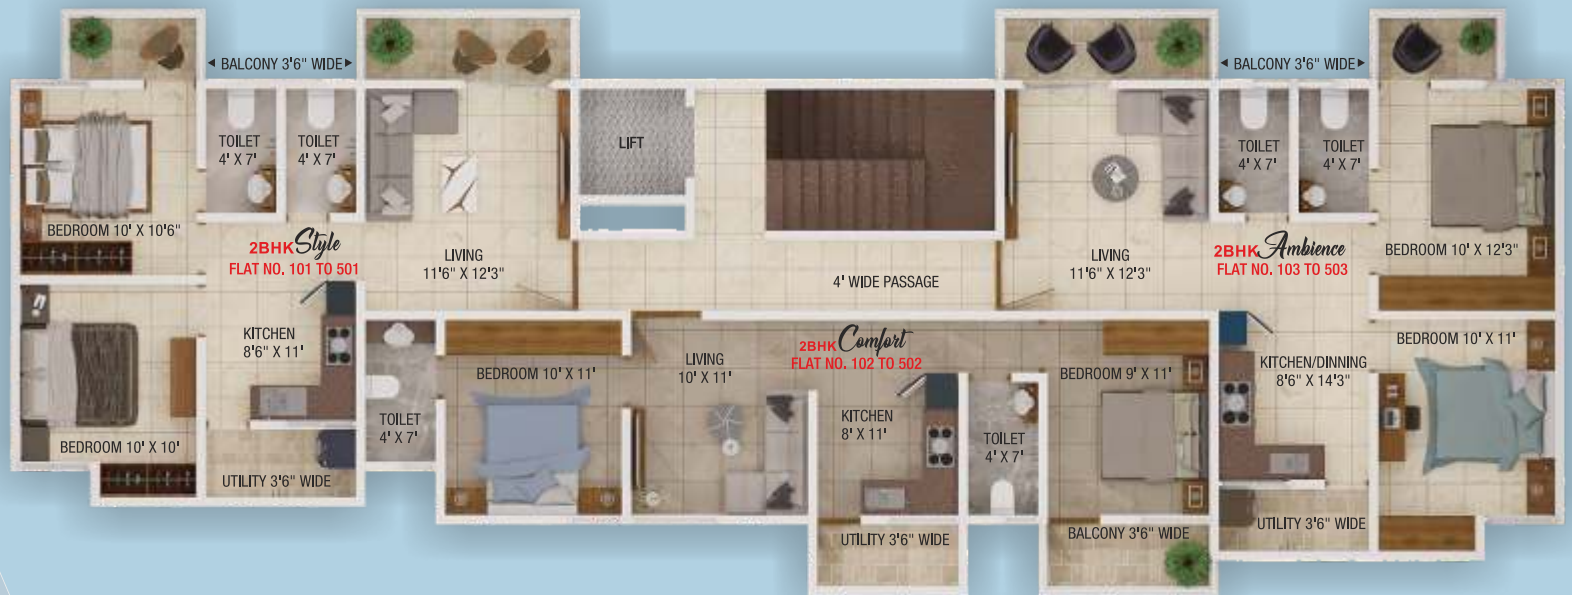 BALCONY 3'6" WIDE
BALCONY 3'6" WIDE
TOILET
4' X 7'
TOILET
4' X 7'
LIFT
TOILET
4' X 7'
TOILET
4' X 7'
BEDROOM 10' X 10'6"
2BHK Style
FLAT NO. 101 TO 501
LIVING
11'6" X 12'3"
4' WIDE PASSAGE
LIVING
11'6" X 12'3"
2BHK Ambience
FLAT NO. 103 TO 503
BEDROOM 10' X 12'3"
KITCHEN
8'6" X 11'
BEDROOM 10' X 10'
UTILITY 3'6" WIDE
TOILET
4' X 7'
BEDROOM 10' X 11'
LIVING
10' X 11'
2BHK Comfort
FLAT NO. 102 TO 502
KITCHEN
8' X 11'
TOILET
4' X 7'
BEDROOM 9' X 11'
UTILITY 3'6" WIDE
BALCONY 3'6" WIDE
KITCHEN/DINNING
8'6" X 14'3"
BEDROOM 10' X 11'
UTILITY 3'6" WIDE